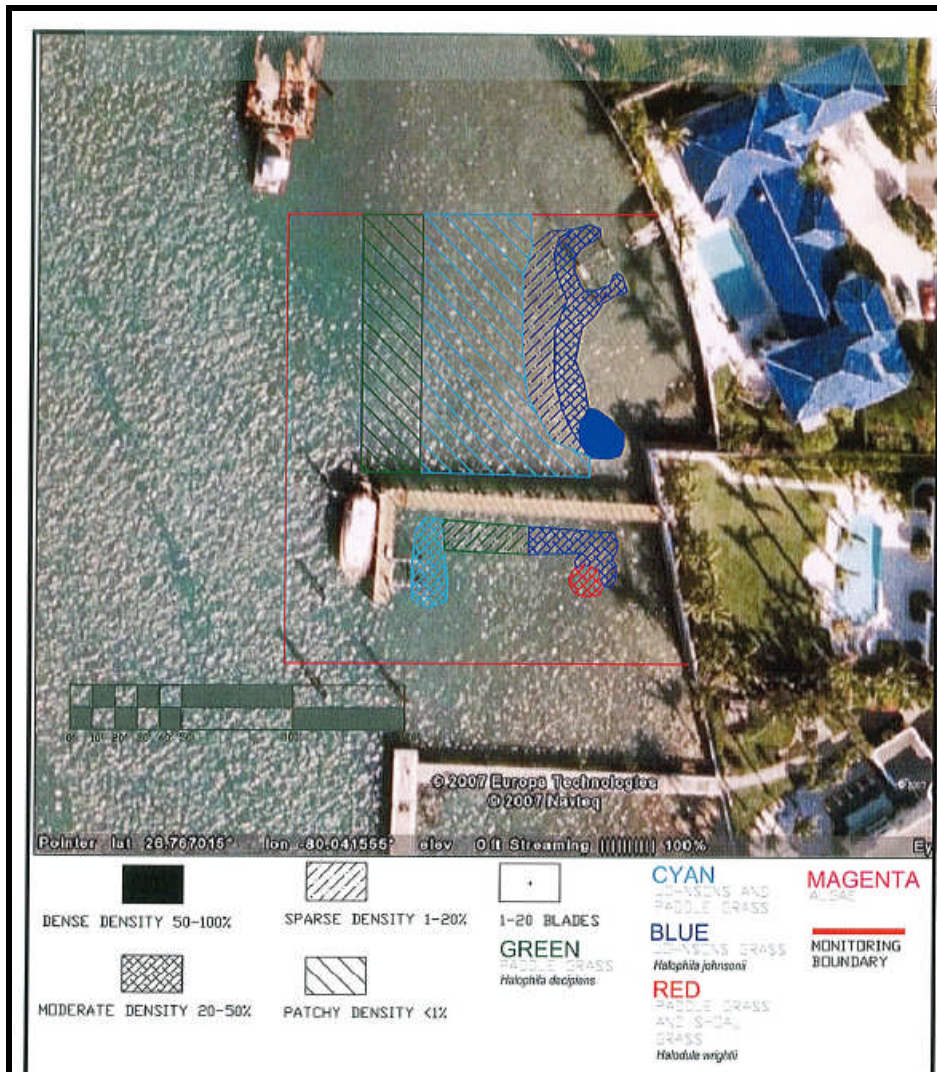 © 2007 Europa Technologies
© 2007 Navteq
Pointer lat 26.767015° lon -80.041555° elev 0 ft Streaming |||||||||| 100% Ey
DENSE DENSITY 50-100%
SPARSE DENSITY 1-20%
1-20 BLADES
MODERATE DENSITY 20-50%
PATCHY DENSITY <1%
GREEN
PADDLE GRASS
Halophila decipiens
CYAN
JOHNSONS AND
PADDLE GRASS
BLUE
JOHNSONS GRASS
Halophila johnsonii
RED
PADDLE GRASS
AND SHOAL
GRASS
Halodule wrightii
MAGENTA
ALGAE
MONITORING
BOUNDARY